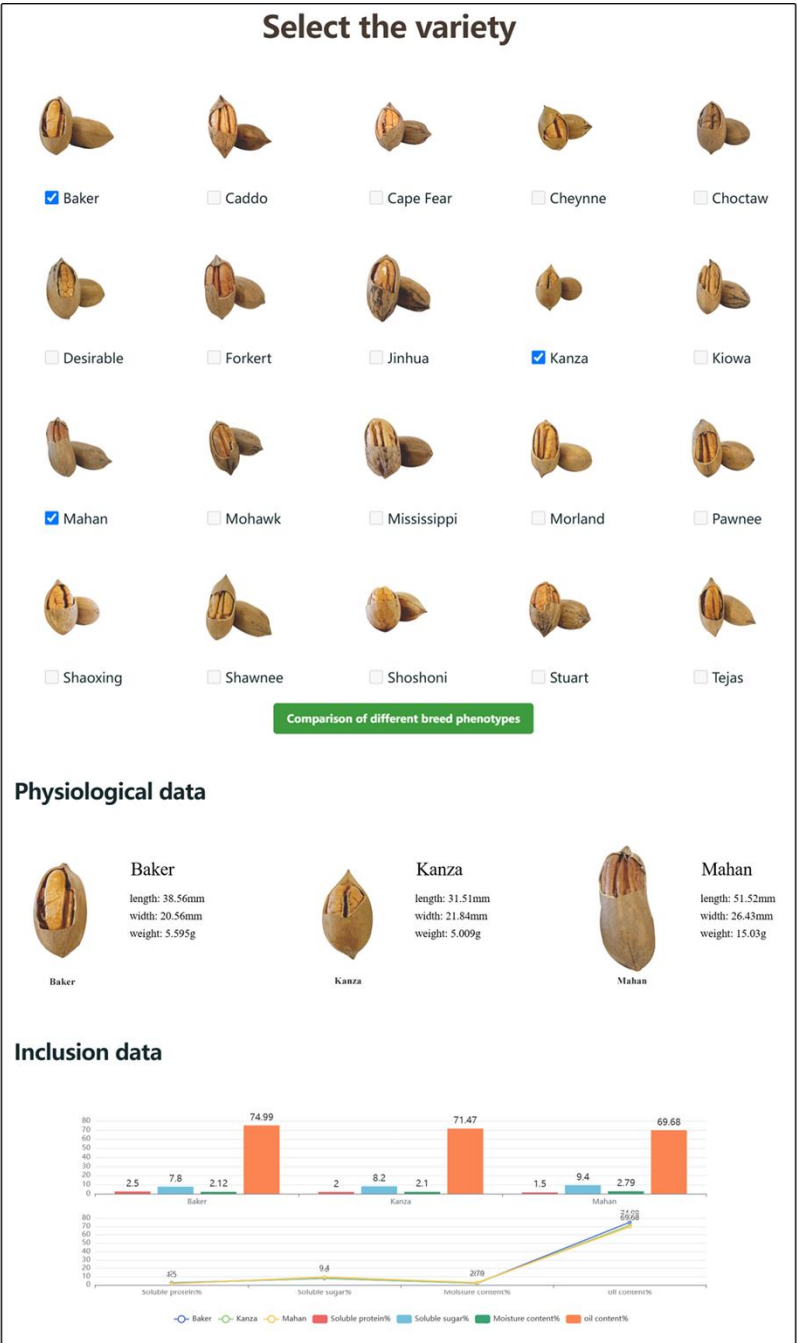 Select the variety
Baker Caddo Cape Fear Cheynne Choctaw
Desirable Forkert Jinhua Kanza Kiowa
Mahan Mohawk Mississippi Morland Pawnee
Shaoxing Shawnee Shoshoni Stuart Tejas
Comparison of different breed phenotypes
Physiological data
Baker
length: 38.56mm
width: 20.56mm
weight: 5.595g
Baker
Kanza
length: 31.51mm
width: 21.84mm
weight: 5.009g
Kanza
Mahan
length: 51.52mm
width: 26.43mm
weight: 15.03g
Mahan
Inclusion data
80
70
60
50
40
30
20
10
0
2.5 7.8 2.12 74.99
2 8.2 2.1 71.47
1.5 9.4 2.79 69.68
Baker Kanza Mahan
80
70
60
50
40
30
20
10
0
9.4
69.68
Soluble protein% Soluble sugar% Moisture content% oil content%
Baker Kanza Mahan Soluble protein% Soluble sugar% Moisture content% oil content%